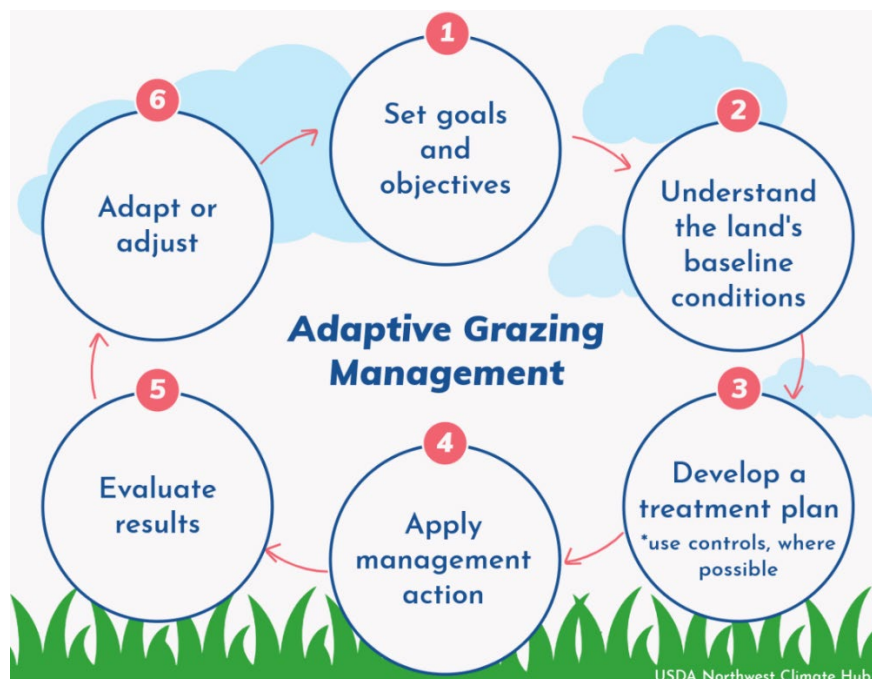 1
Set goals
and
objectives
2
Understand
the land's
baseline
conditions
3
Develop a
treatment plan
*use controls, where
possible
4
Apply
management
action
5
Evaluate
results
6
Adapt or
adjust
Adaptive Grazing
Management
USDA Northwest Climate Hub